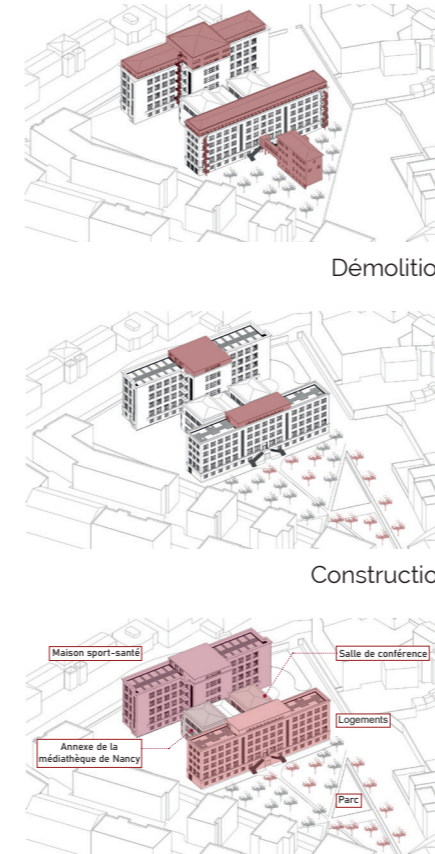 Démolitio
Constructio
Maison sport-santé
Salle de conférence
Logements
Annexe de la
médiathèque de Nancy
Parc